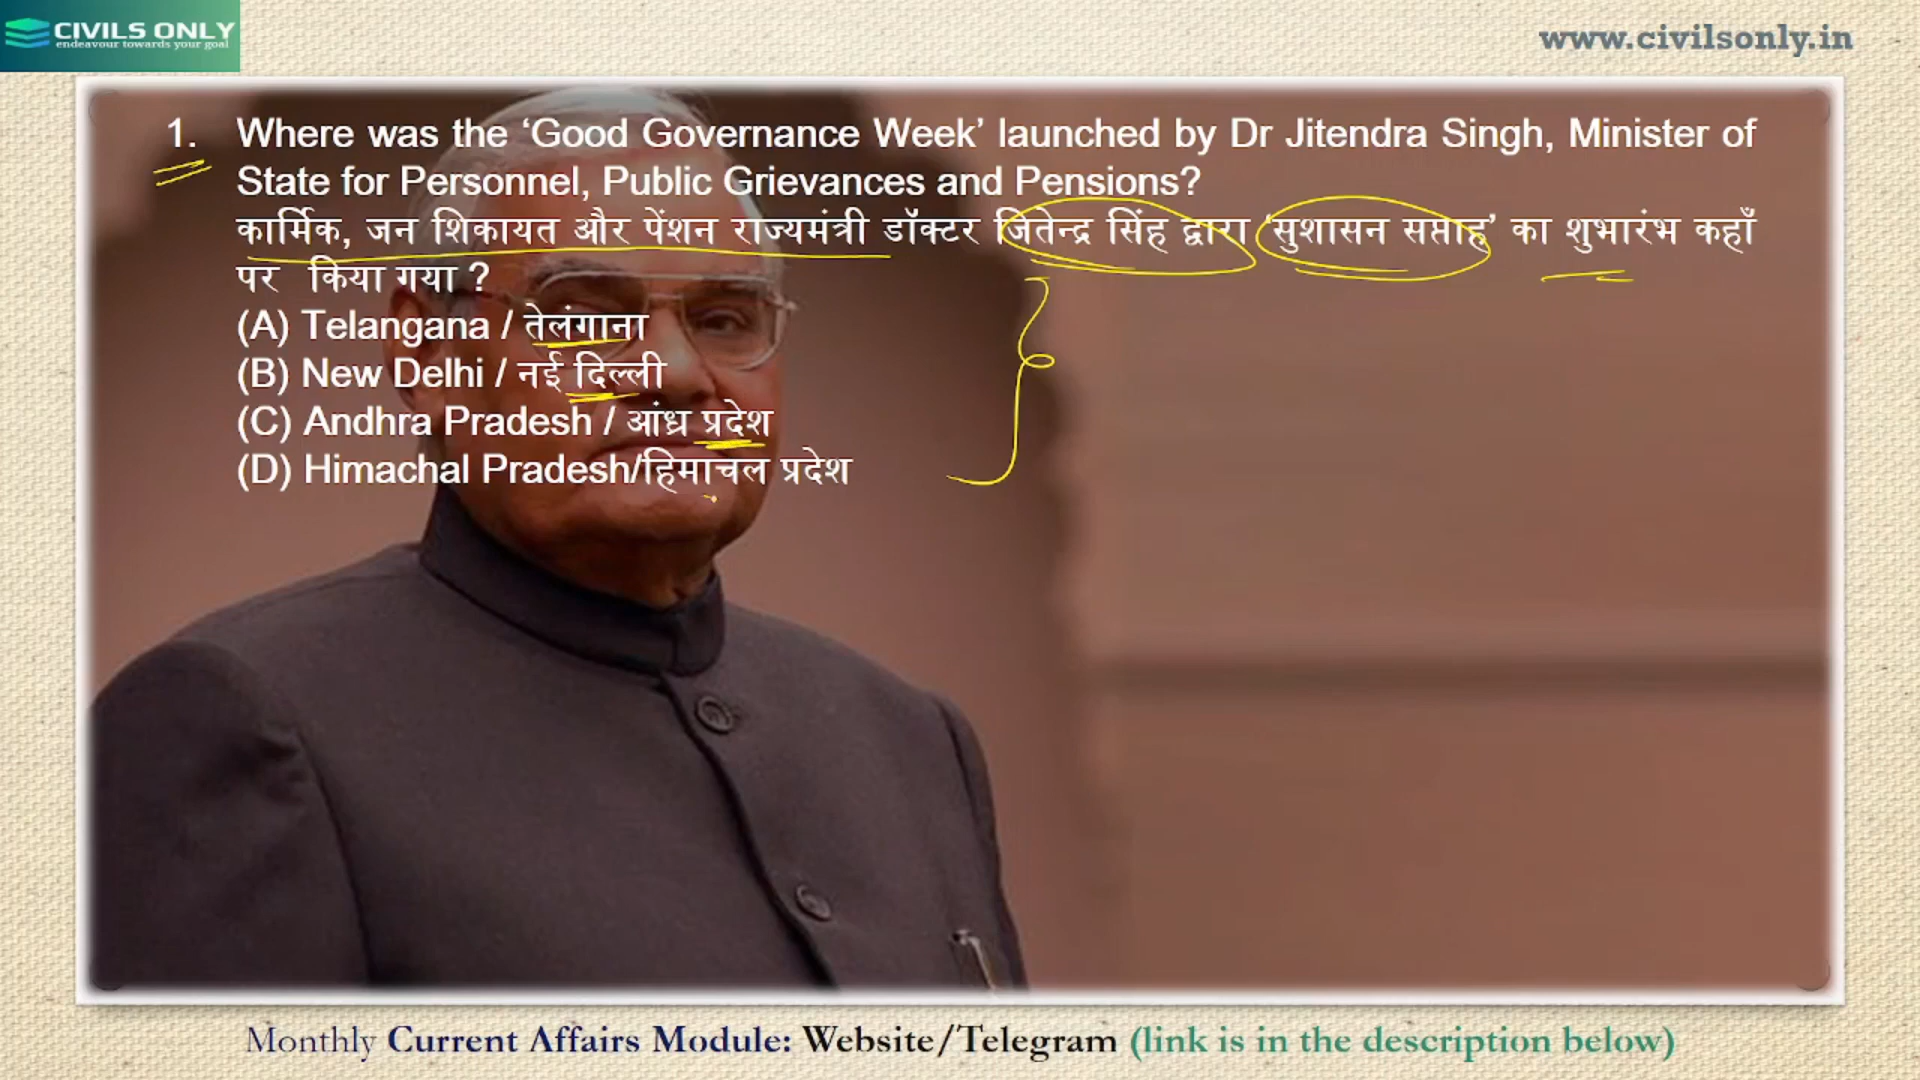 CIVILS ONLY
endeavour towards your goal
www.civilsonly.in
1. Where was the ‘Good Governance Week’ launched by Dr Jitendra Singh, Minister of
State for Personnel, Public Grievances and Pensions?
कार्मिक, जन शिकायत और पेंशन राज्यमंत्री डॉक्टर जितेन्द्र सिंह द्वारा ‘सुशासन सप्ताह’ का शुभारंभ कहाँ
पर किया गया ?
(A) Telangana / तेलंगाना
(B) New Delhi / नई दिल्ली
(C) Andhra Pradesh / आंध्र प्रदेश
(D) Himachal Pradesh/हिमाचल प्रदेश
Monthly Current Affairs Module: Website/Telegram (link is in the description below)